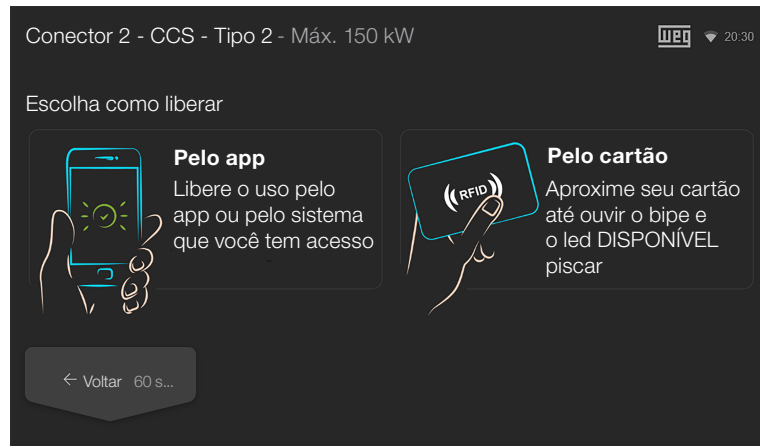 Conector 2 - CCS - Tipo 2 - Máx. 150 kW
WEG
20:30
Escolha como liberar
Pelo app
Libere o uso pelo
app ou pelo sistema
que você tem acesso
RFID
Pelo cartão
Aproxime seu cartão
até ouvir o bipe e
o led DISPONÍVEL
piscar
← Voltar 60 s...